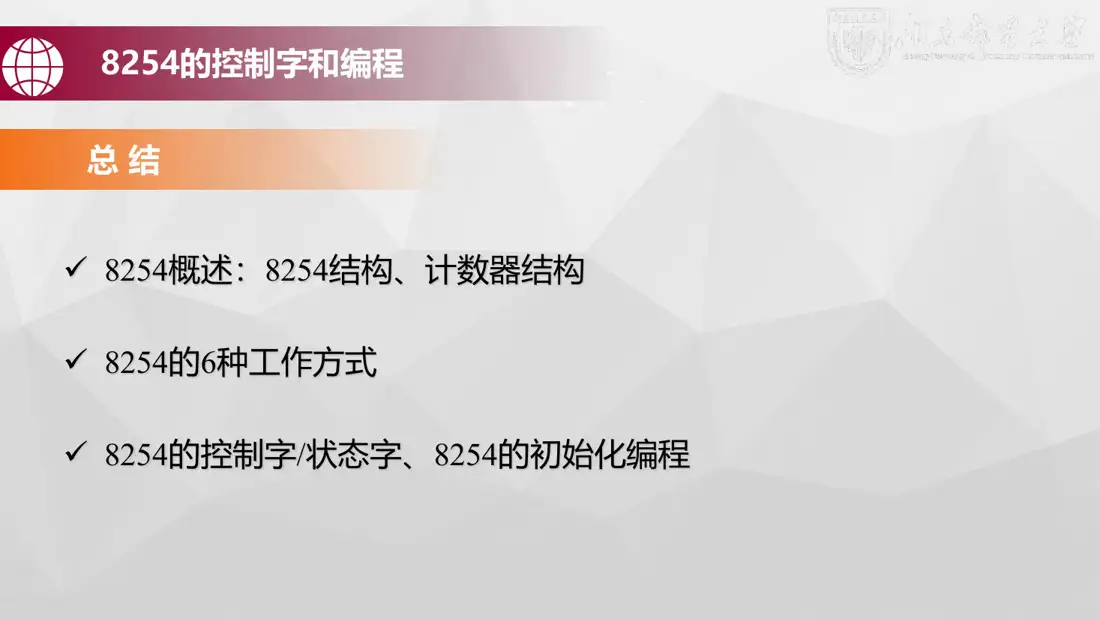 8254的控制字和编程
总 结
✓ 8254概述：8254结构、计数器结构
✓ 8254的6种工作方式
✓ 8254的控制字/状态字、8254的初始化编程